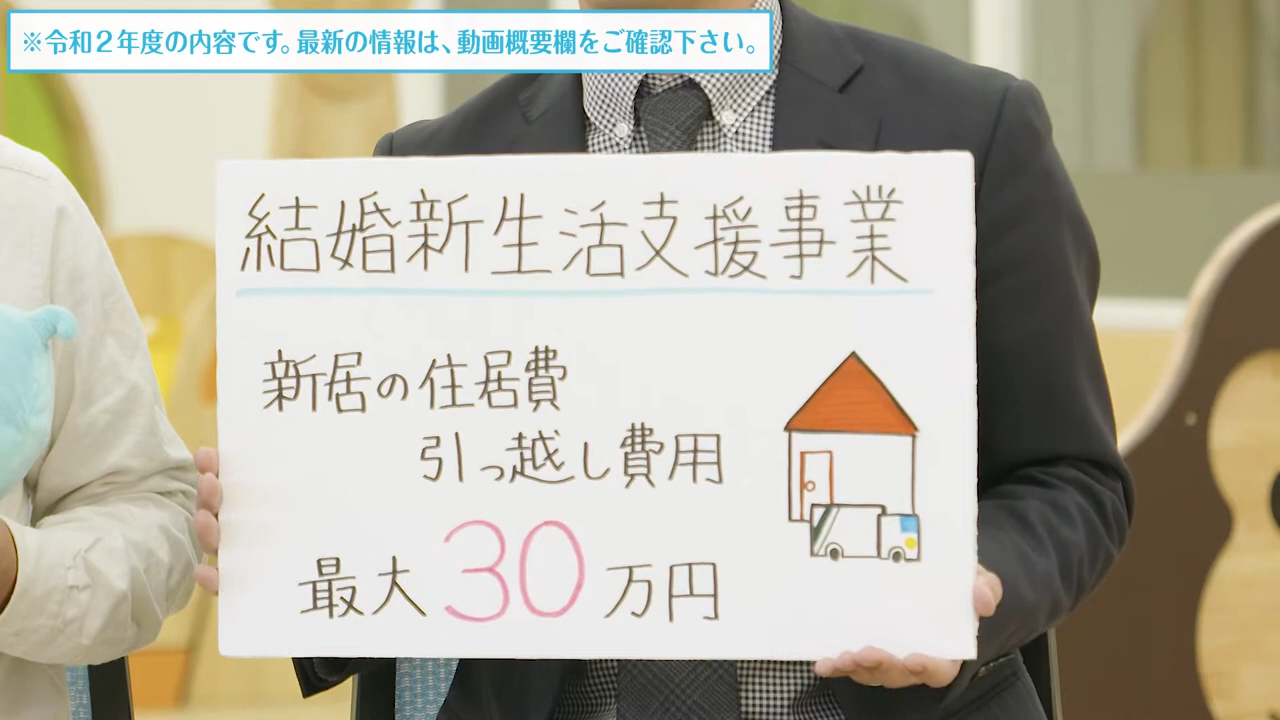 ※令和２年度の内容です。最新の情報は、動画概要欄をご確認下さい。
結婚新生活支援事業
新居の住居費
引っ越し費用
最大30万円